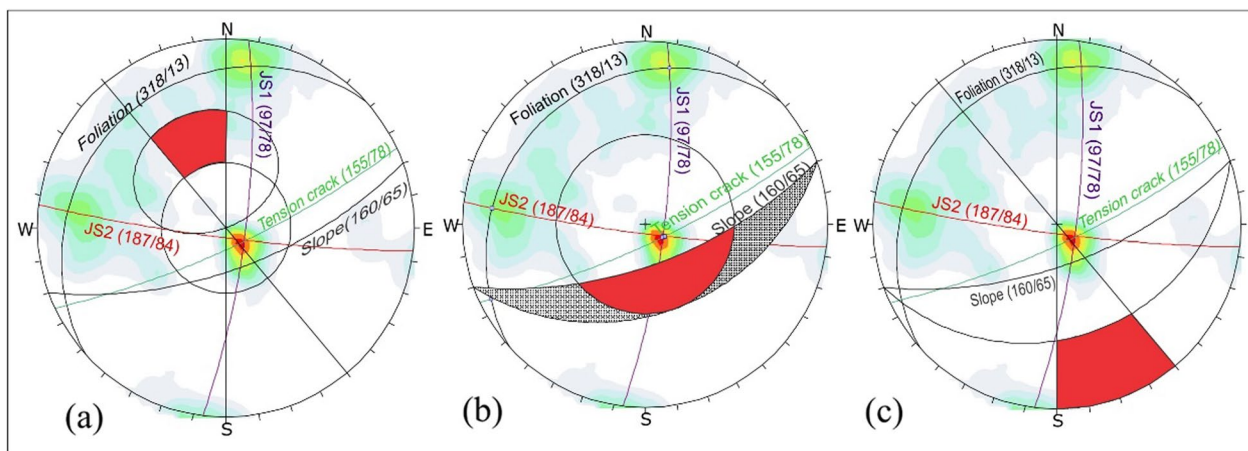 N
Foliation (318/13)
JS1 (97/78)
Tension crack (155/78)
Slope(160/65)
W
JS2 (187/84)
E
(a)
S
N
Foliation (318/13)
JS1 (97/78)
Tension crack (155/78)
Slope (160/65)
W
JS2 (187/84)
E
(b)
S
N
Foliation (318/13)
JS1 (97/78)
Tension crack (155/78)
W
JS2 (187/84)
E
Slope (160/65)
(c)
S